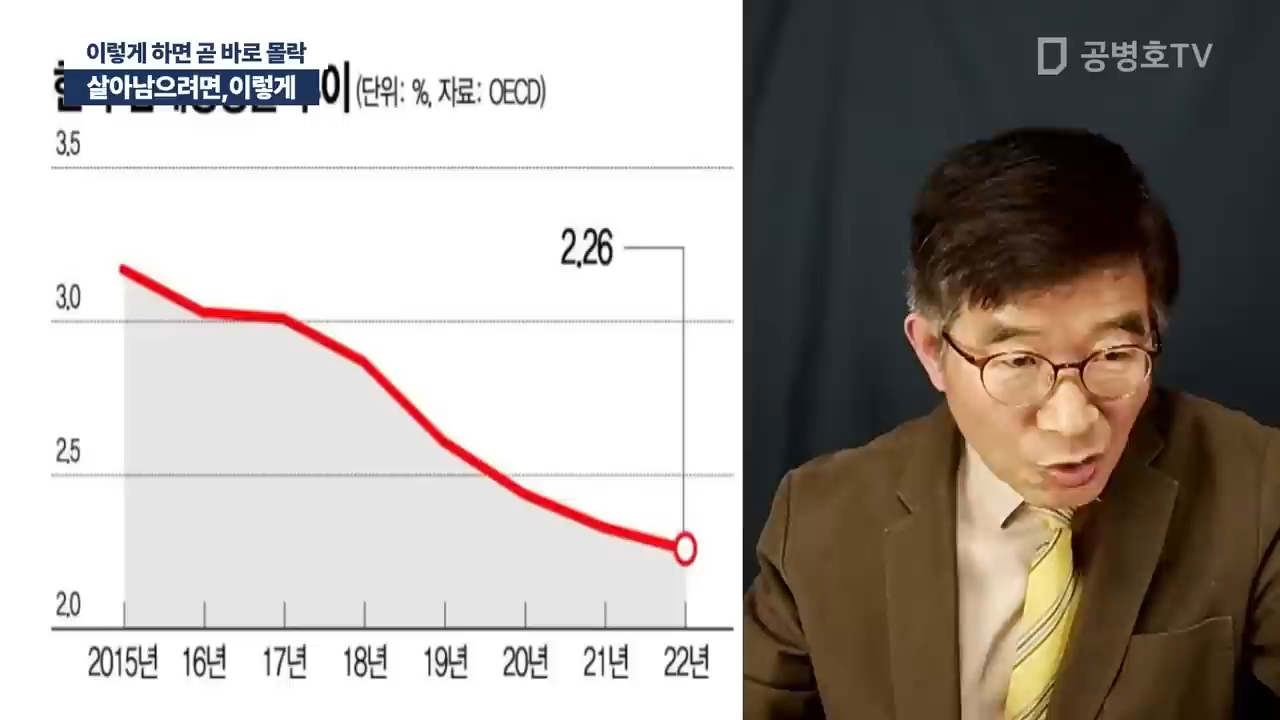 이렇게 하면 곧 바로 몰락
살아남으려면,이렇게
공병호TV
(단위: %, 자료: OECD)
3.5
2.26
3.0
2.5
2.0
2015년 16년 17년 18년 19년 20년 21년 22년